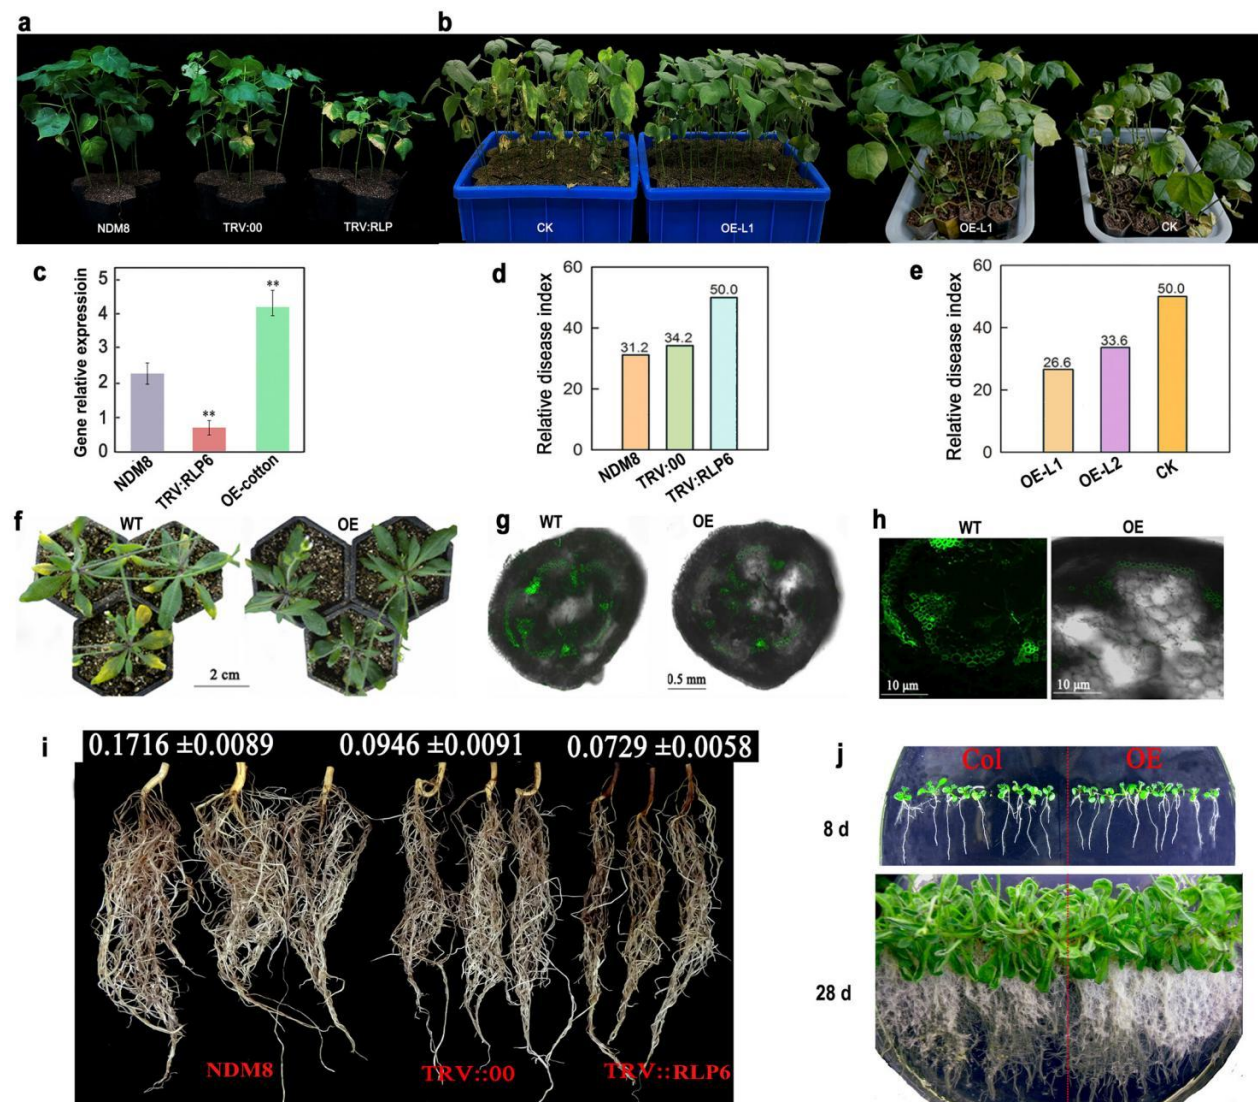 a
b
NDM8
TRV:00
TRV:RLP
CK
OE-L1
OE-L1
CK
c
Gene relative expressioin
5
4
3
2
1
0
**
**
NDM8
TRV:RLP6
OE-cotton
d
Relative disease index
60
40
20
0
31.2
34.2
50.0
NDM8
TRV:00
TRV:RLP6
e
Relative disease index
60
40
20
0
26.6
33.6
50.0
OE-L1
OE-L2
CK
f
WT
OE
2 cm
g
WT
OE
0.5 mm
h
WT
OE
10 μm
10 μm
i
0.1716 ±0.0089
0.0946 ±0.0091
0.0729 ±0.0058
NDM8
TRV::00
TRV::RLP6
j
Col
OE
8 d
28 d